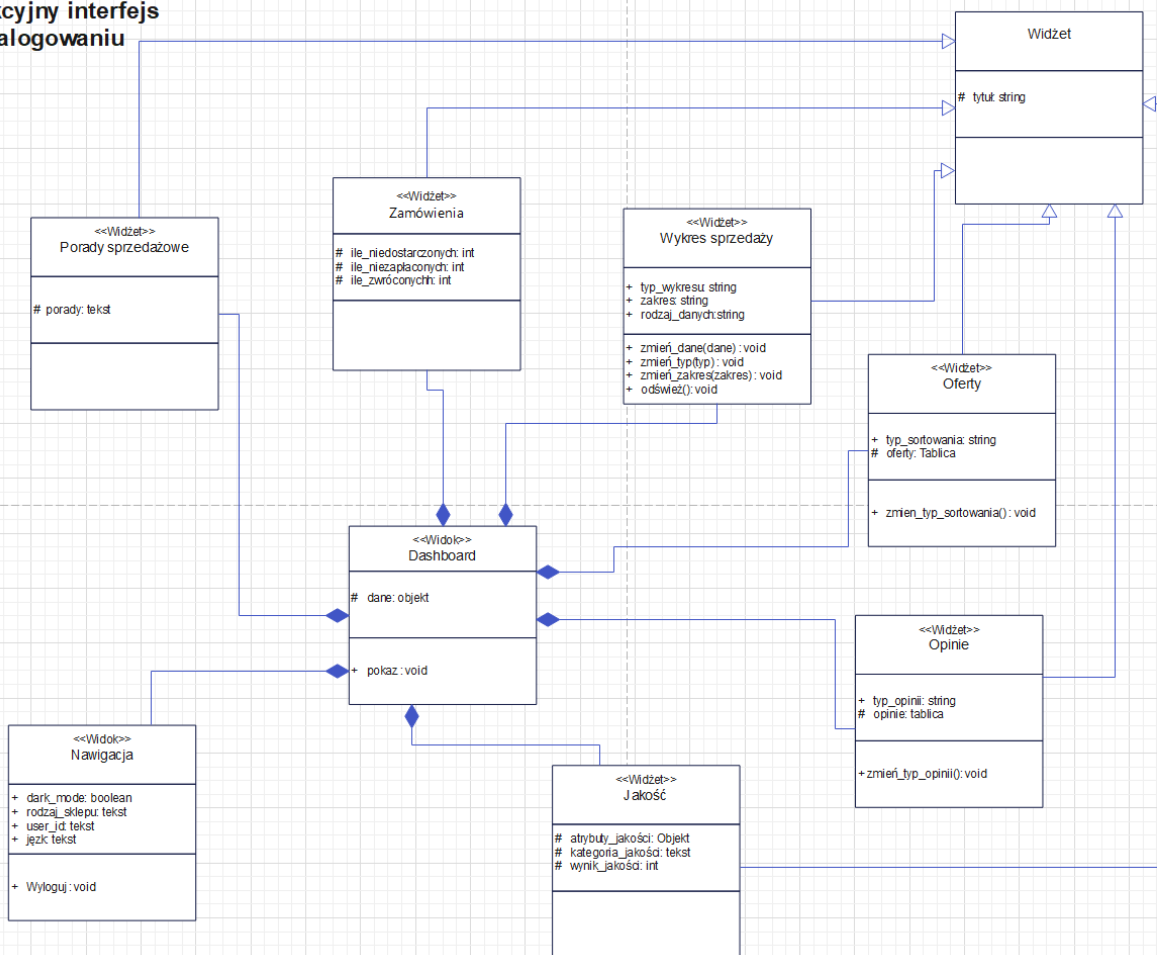 cyjny interfejs
alogowaniu
Widżet
# tytuł: string
<<Widżet>>
Zamówienia
# ile_niedostarczonych: int
# ile_niezapłaconych: int
# ile_zwróconychh: int
<<Widżet>>
Porady sprzedażowe
# porady: tekst
<<Widżet>>
Wykres sprzedaży
+ typ_wykresu: string
+ zakres: string
+ rodzaj_danych:string
+ zmień_dane(dane) : void
+ zmień_typ(typ) : void
+ zmień_zakres(zakres) : void
+ odśwież(): void
<<Widżet>>
Oferty
+ typ_sortowania: string
# oferty: Tablica
+ zmien_typ_sortowania() : void
<<Widok>>
Dashboard
# dane: objekt
+ pokaz : void
<<Widżet>>
Opinie
+ typ_opinii: string
# opinie: tablica
+zmień_typ_opinii(): void
<<Widok>>
Nawigacja
+ dark_mode: boolean
+ rodzaj_sklepu: tekst
+ user_id: tekst
+ języ: tekst
+ Wyloguj : void
<<Widżet>>
Jakość
# atrybuty_jakości: Objekt
# kategoria_jakości: tekst
# wynik_jakości: int